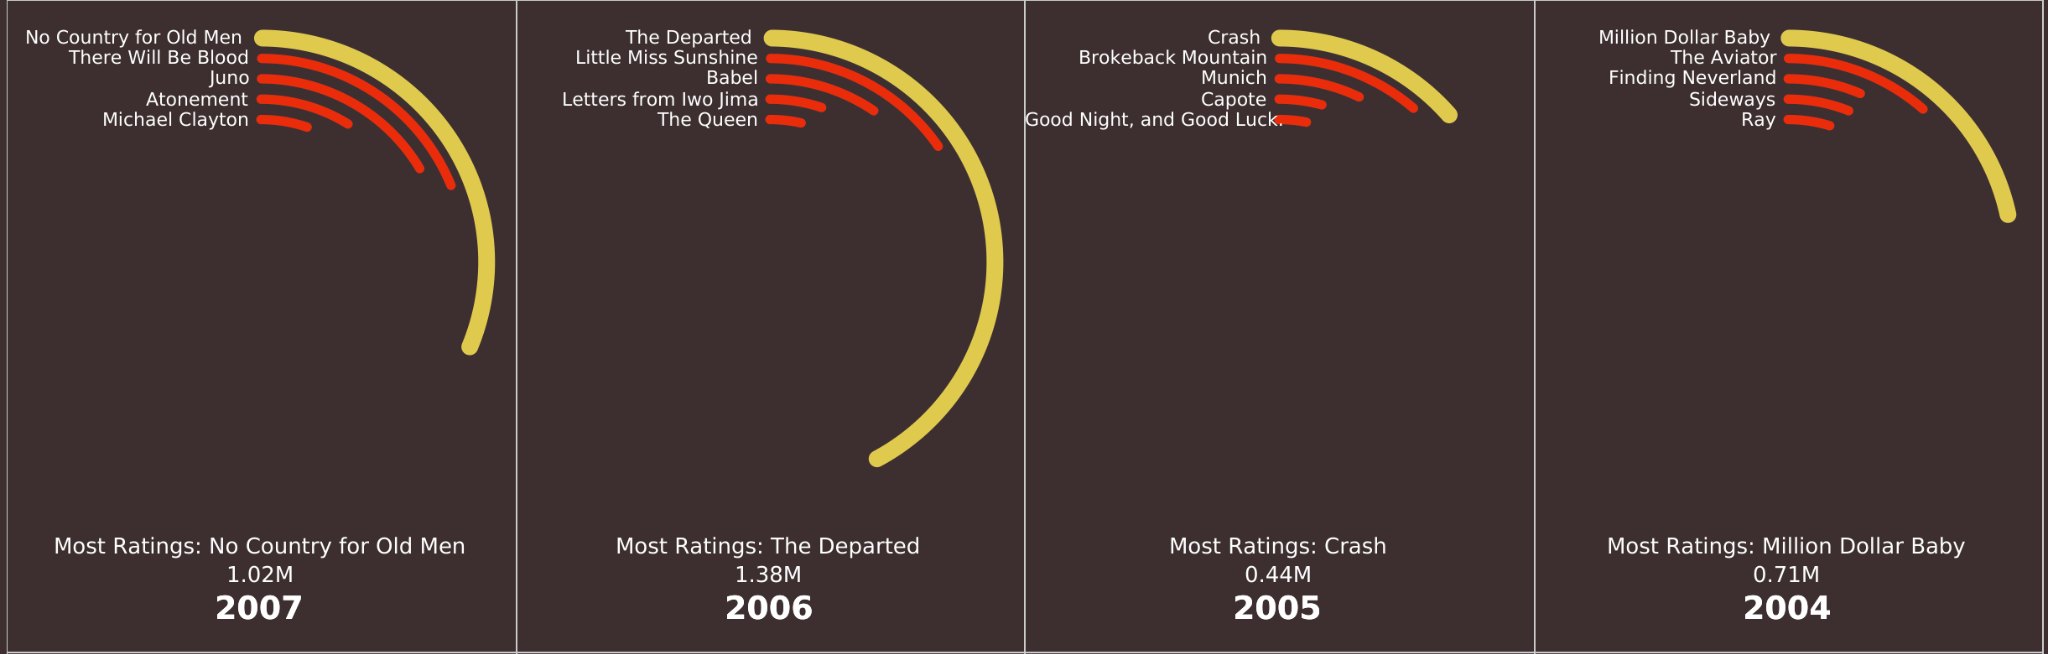 No Country for Old Men
There Will Be Blood
Juno
Atonement
Michael Clayton
Most Ratings: No Country for Old Men
1.02M
2007
The Departed
Little Miss Sunshine
Babel
Letters from Iwo Jima
The Queen
Most Ratings: The Departed
1.38M
2006
Crash
Brokeback Mountain
Munich
Capote
Good Night, and Good Luck.
Most Ratings: Crash
0.44M
2005
Million Dollar Baby
The Aviator
Finding Neverland
Sideways
Ray
Most Ratings: Million Dollar Baby
0.71M
2004